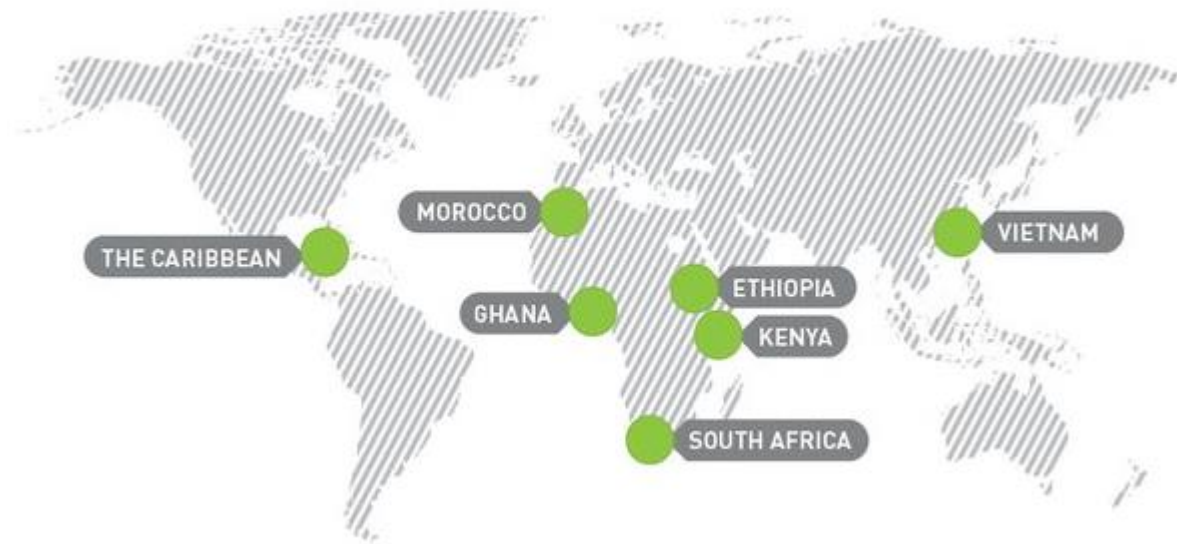 MOROCCO
VIETNAM
THE CARIBBEAN
ETHIOPIA
GHANA
KENYA
SOUTH AFRICA